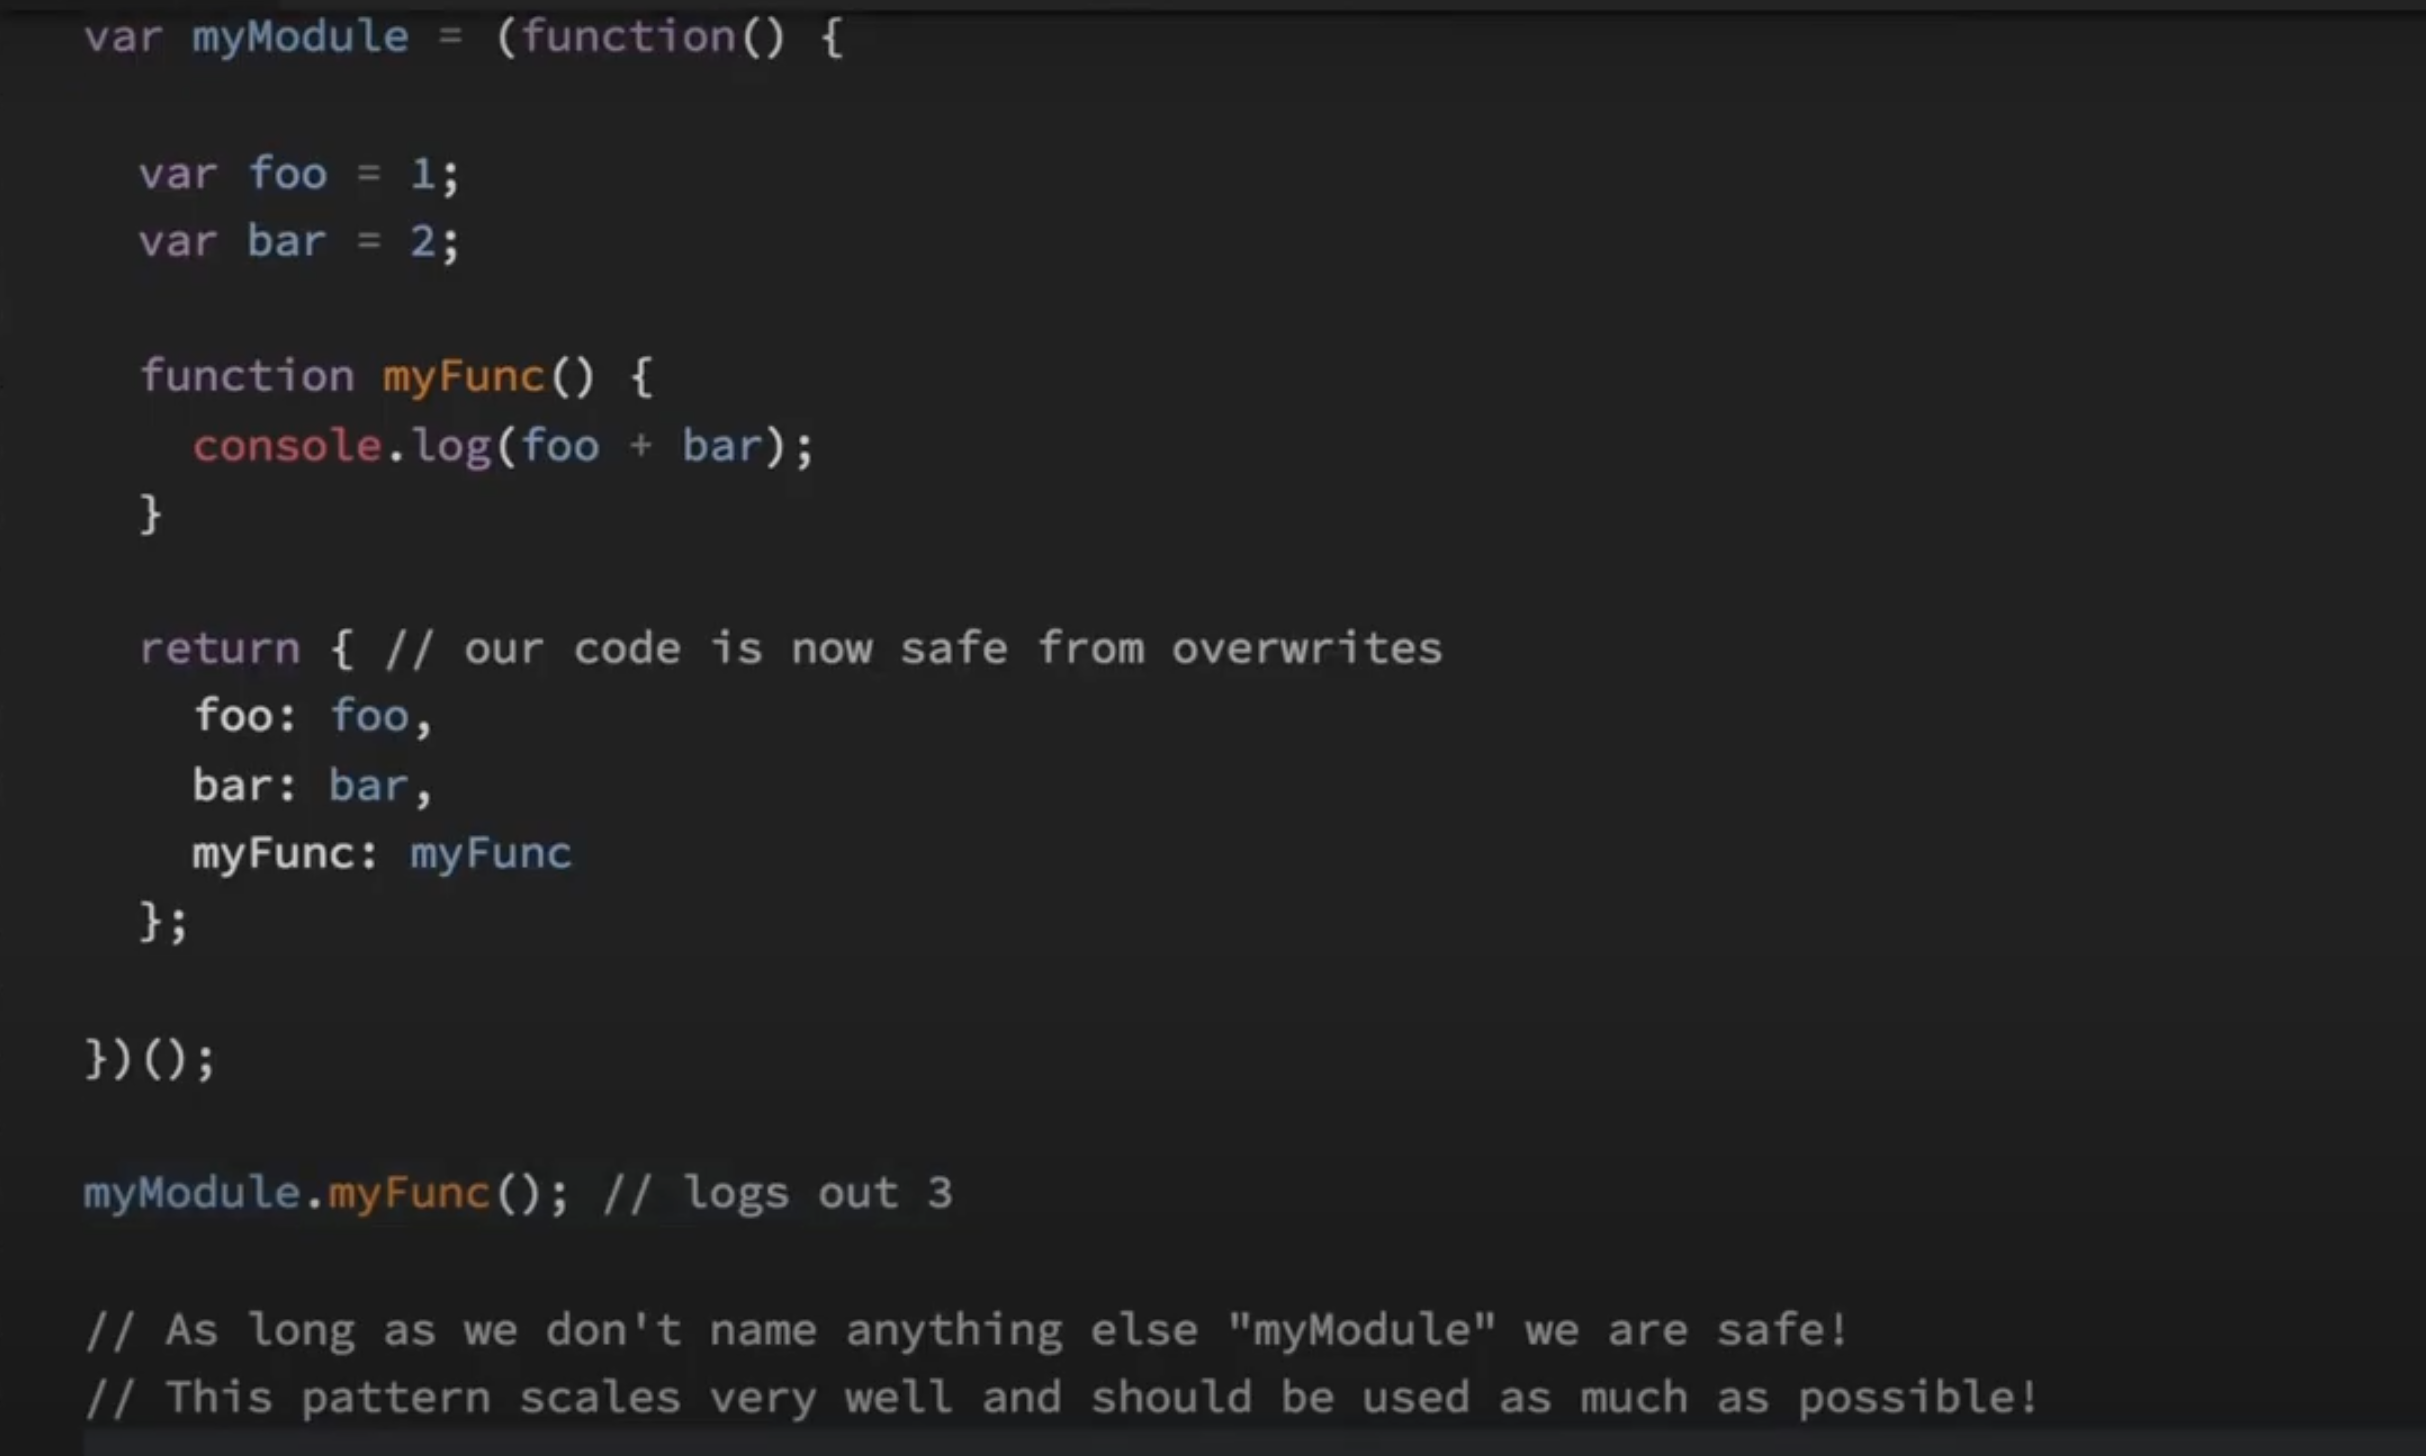 var myModule = (function() {
  var foo = 1;
  var bar = 2;
  function myFunc() {
    console.log(foo + bar);
  }
  return { // our code is now safe from overwrites
    foo: foo,
    bar: bar,
    myFunc: myFunc
  };
})();
myModule.myFunc(); // logs out 3
// As long as we don't name anything else "myModule" we are safe!
// This pattern scales very well and should be used as much as possible!